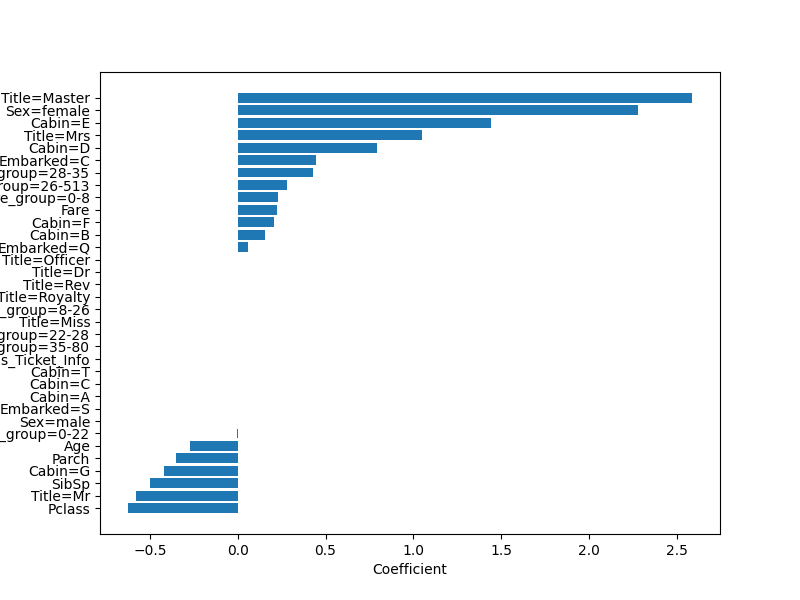 Title=Master
Sex=female
Cabin=E
Title=Mrs
Cabin=D
Embarked=C
group=28-35
roup=26-513
e_group=0-8
Fare
Cabin=F
Cabin=B
Embarked=Q
Title=Officer
Title=Dr
Title=Rev
Title=Royalty
_group=8-26
Title=Miss
group=22-28
group=35-80
s_Ticket_Info
Cabin=T
Cabin=C
Cabin=A
Embarked=S
Sex=male
_group=0-22
Age
Parch
Cabin=G
SibSp
Title=Mr
Pclass
−0.5 0.0 0.5 1.0 1.5 2.0 2.5
Coefficient